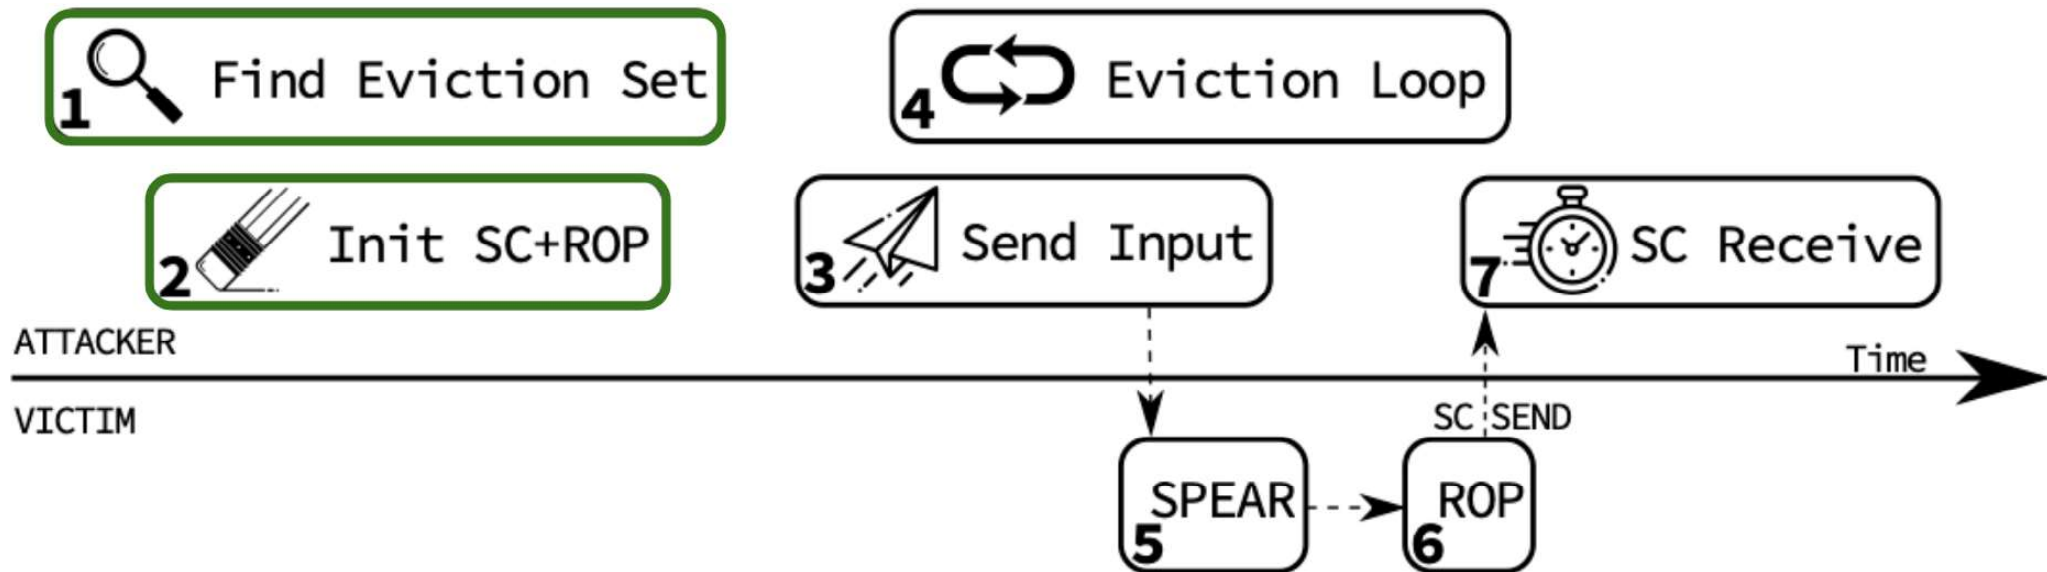 1 Find Eviction Set
4 Eviction Loop
2 Init SC+ROP
3 Send Input
7 SC Receive
ATTACKER
Time
VICTIM
SC SEND
5 SPEAR
6 ROP